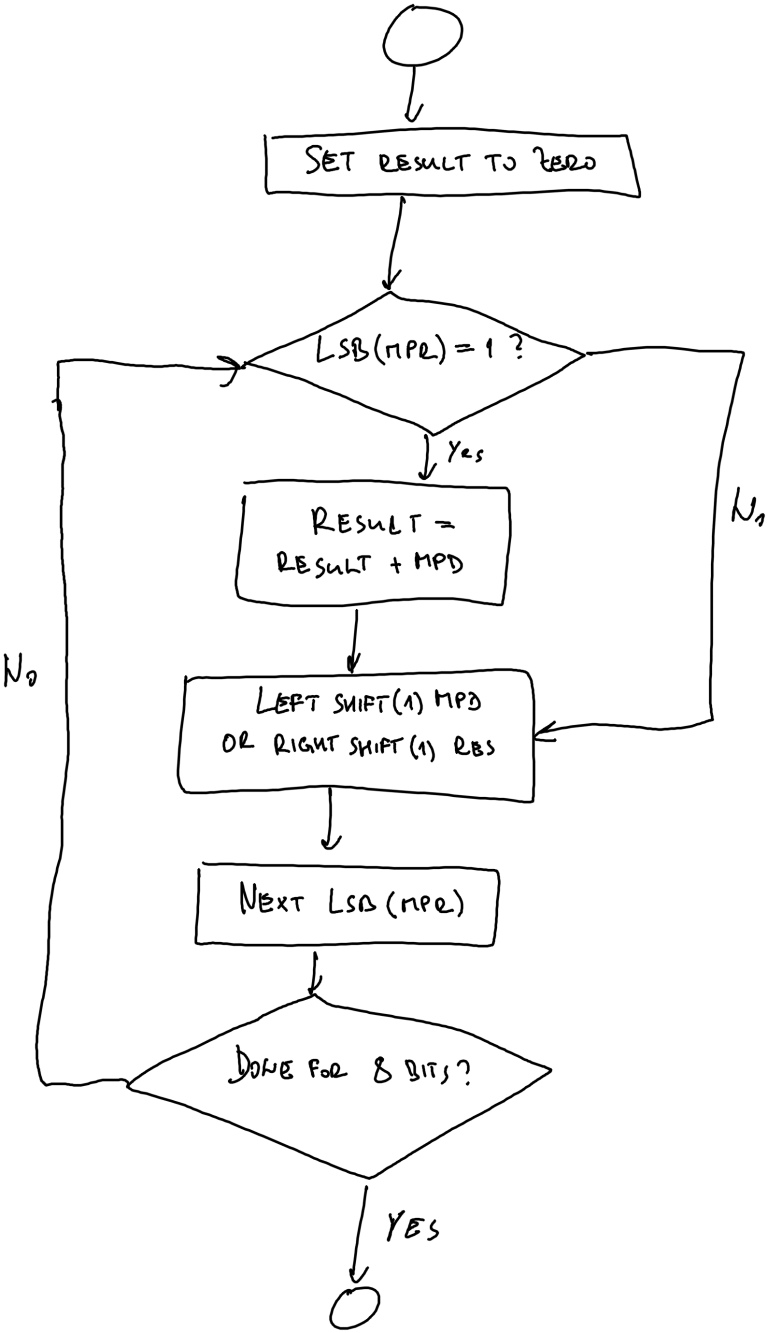 SET RESULT TO ZERO
LSB(MPR) = 1 ?
Yes
No
RESULT =
RESULT + MPD
LEFT SHIFT(1) MPD
OR RIGHT SHIFT(1) RES
NEXT LSB(MPR)
No
DONE FOR 8 BITS?
YES